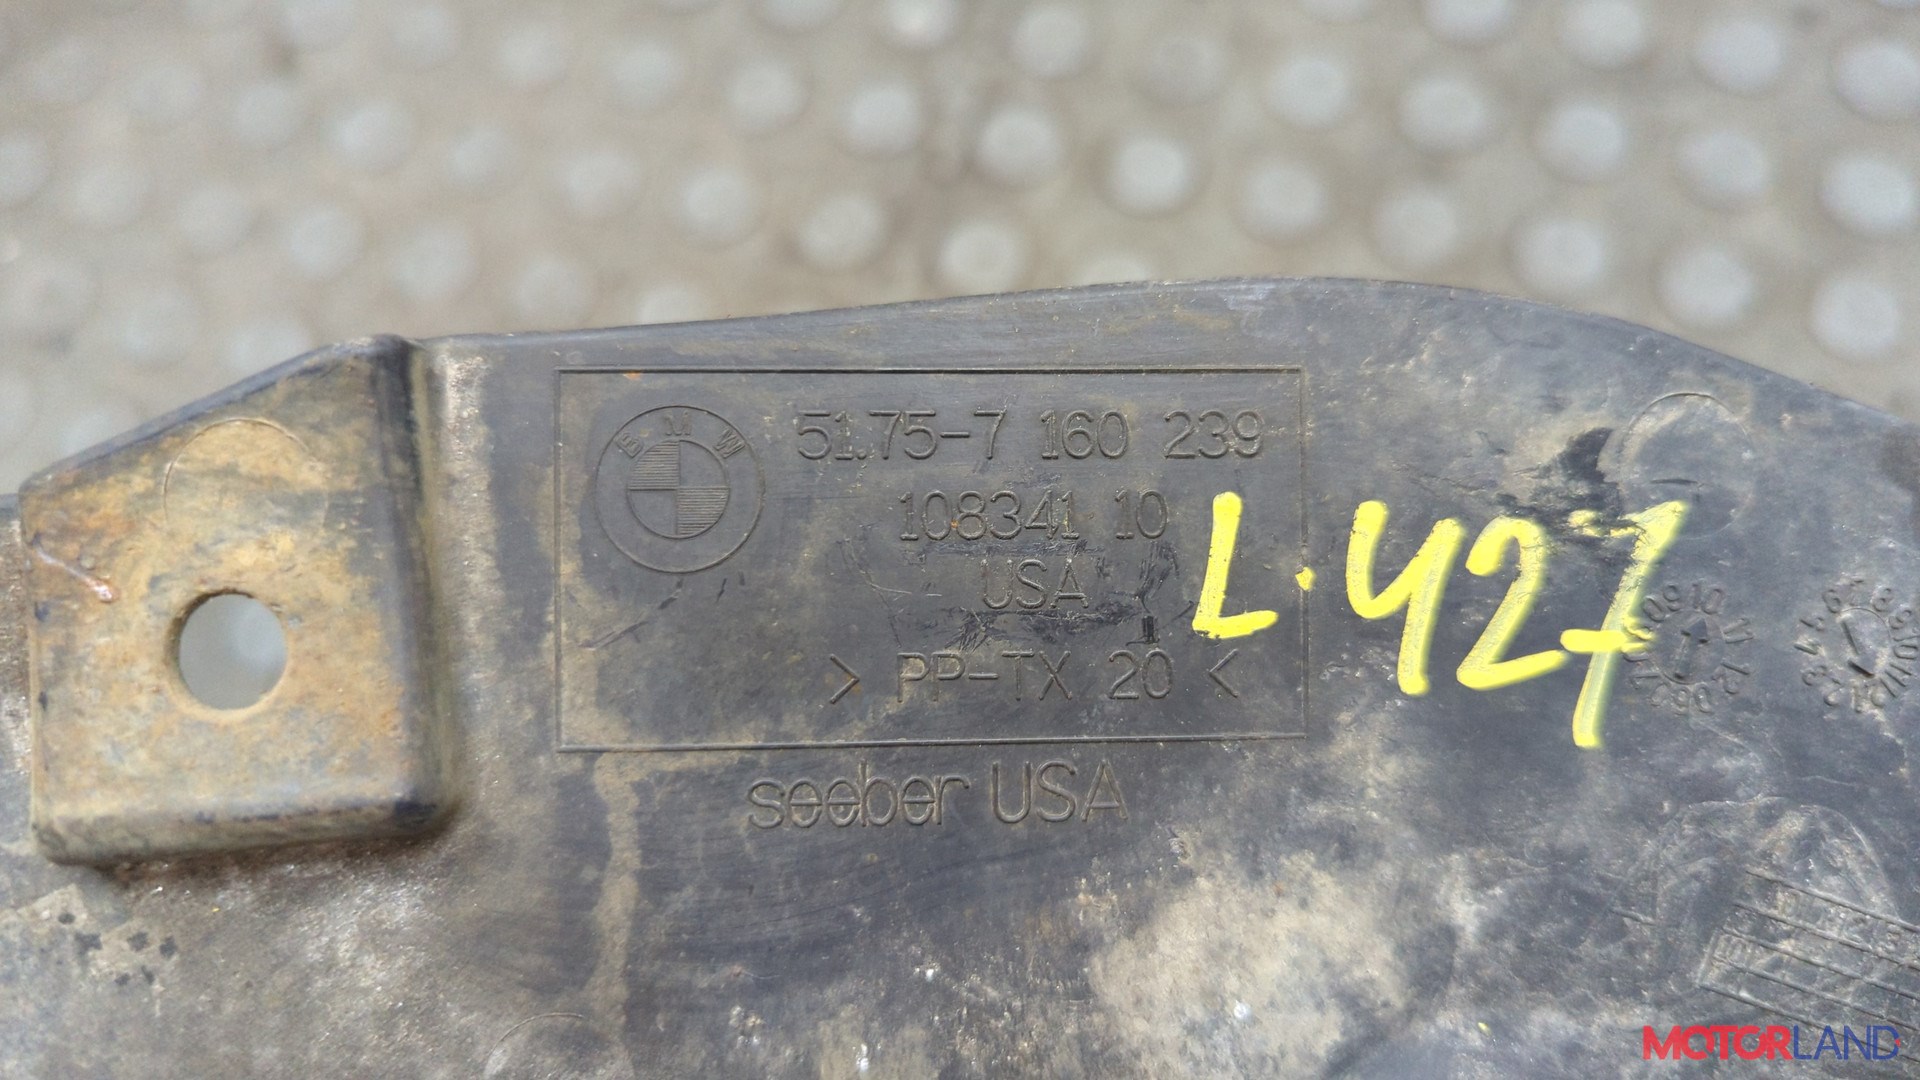 BMW
51.75-7 160 239
108341 10
USA
> PP-TX 20 <
seeber USA
L.427
MOTORLAND